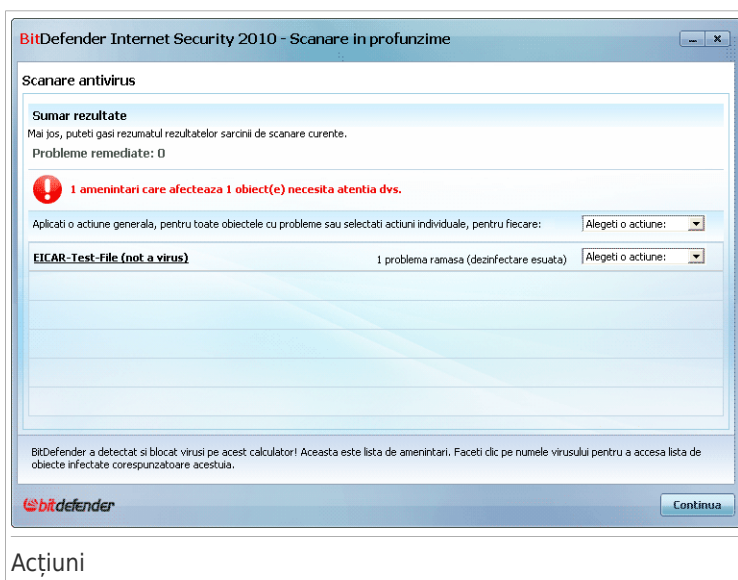 BitDefender Internet Security 2010 - Scanare in profunzime
Scanare antivirus
Sumar rezultate
Mai jos, puteti gasi rezumatul rezultatelor sarcinii de scanare curente.
Probleme remediate: 0
1 amenintari care afecteaza 1 obiect(e) necesita atentia dvs.
Aplicati o actiune generala, pentru toate obiectele cu probleme sau selectati actiuni individuale, pentru fiecare: Alegeti o actiune:
EICAR-Test-File (not a virus) 1 problema ramasa (dezinfectare esuata) Alegeti o actiune:
BitDefender a detectat si blocat virusi pe acest calculator! Aceasta este lista de amenintari. Faceti clic pe numele virusului pentru a accesa lista de
obiecte infectate corespunzatoare acestuia.
bitdefender Continua
Acțiuni